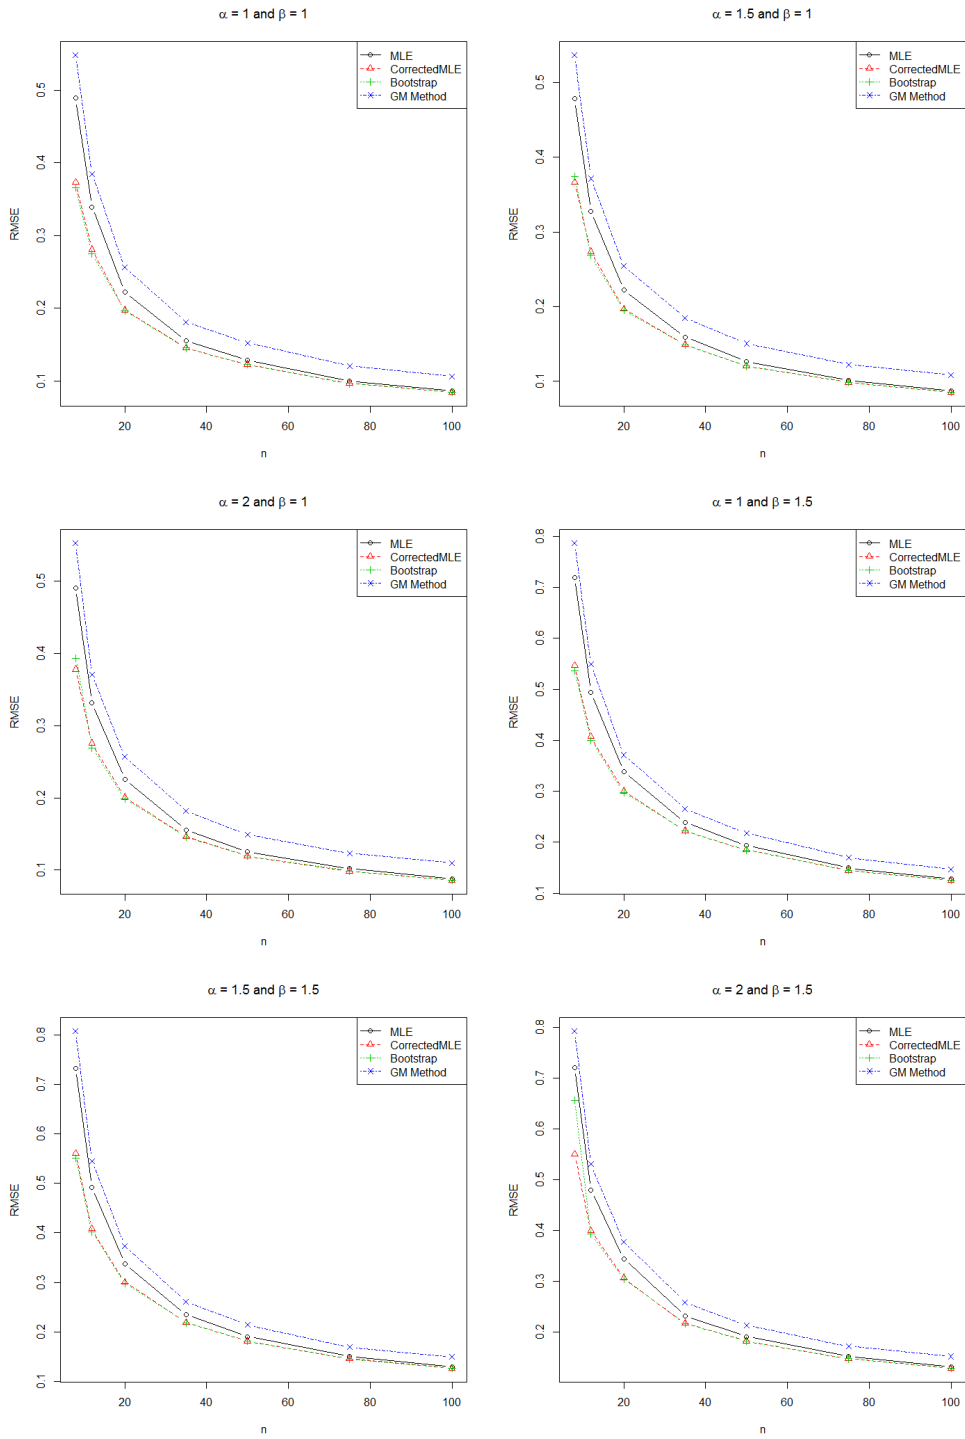 α = 1 and β = 1
MLE
CorrectedMLE
Bootstrap
GM Method
RMSE
0.5
0.4
0.3
0.2
0.1
20 40 60 80 100
n
α = 1.5 and β = 1
MLE
CorrectedMLE
Bootstrap
GM Method
RMSE
0.5
0.4
0.3
0.2
0.1
20 40 60 80 100
n
α = 2 and β = 1
MLE
CorrectedMLE
Bootstrap
GM Method
RMSE
0.5
0.4
0.3
0.2
0.1
20 40 60 80 100
n
α = 1 and β = 1.5
MLE
CorrectedMLE
Bootstrap
GM Method
RMSE
0.8
0.7
0.6
0.5
0.4
0.3
0.2
0.1
20 40 60 80 100
n
α = 1.5 and β = 1.5
MLE
CorrectedMLE
Bootstrap
GM Method
RMSE
0.8
0.7
0.6
0.5
0.4
0.3
0.2
0.1
20 40 60 80 100
n
α = 2 and β = 1.5
MLE
CorrectedMLE
Bootstrap
GM Method
RMSE
0.8
0.7
0.6
0.5
0.4
0.3
0.2
20 40 60 80 100
n